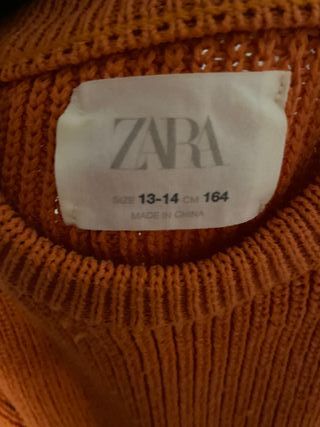 ZARA
SIZE 13-14 CM 164
MADE IN CHINA